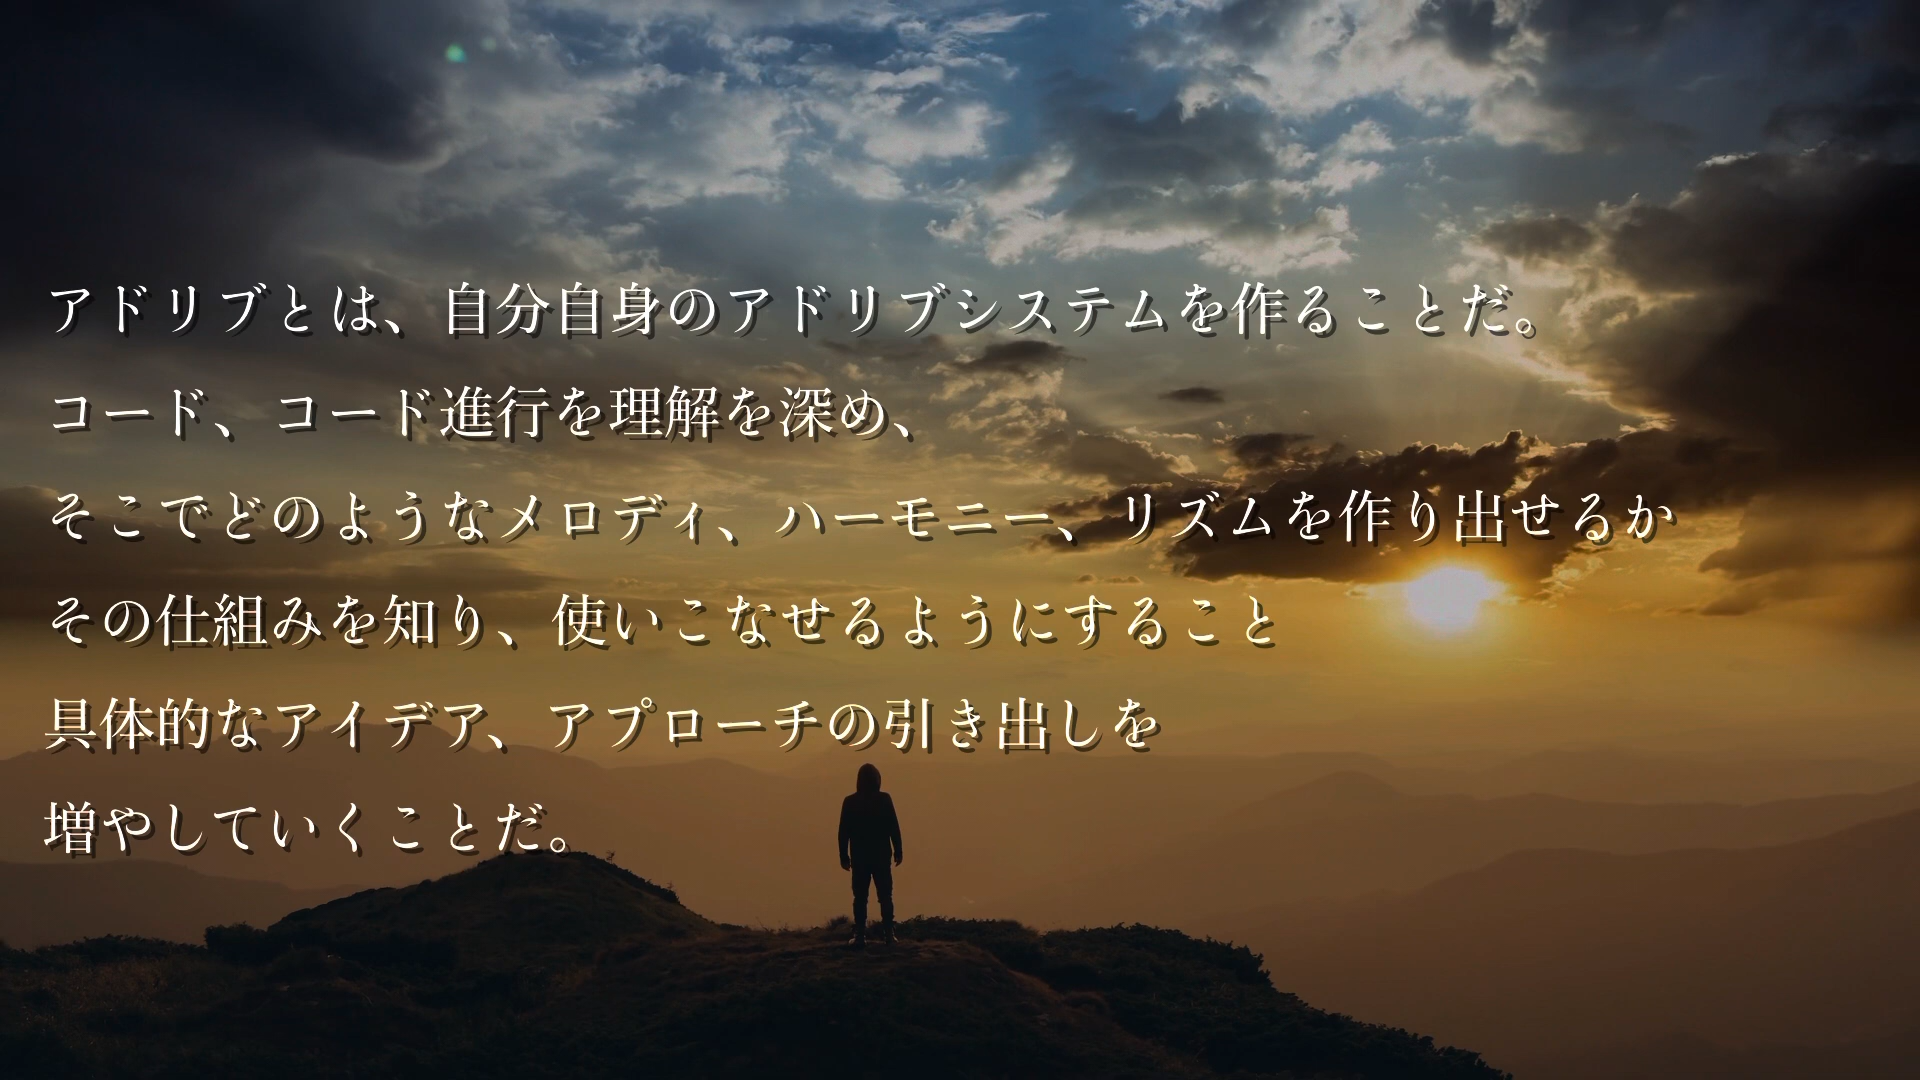 アドリブとは、自分自身のアドリブシステムを作ることだ。
コード、コード進行を理解を深め、
そこでどのようなメロディ、ハーモニー、リズムを作り出せるか
その仕組みを知り、使いこなせるようにすること
具体的なアイデア、アプローチの引き出しを
増やしていくことだ。